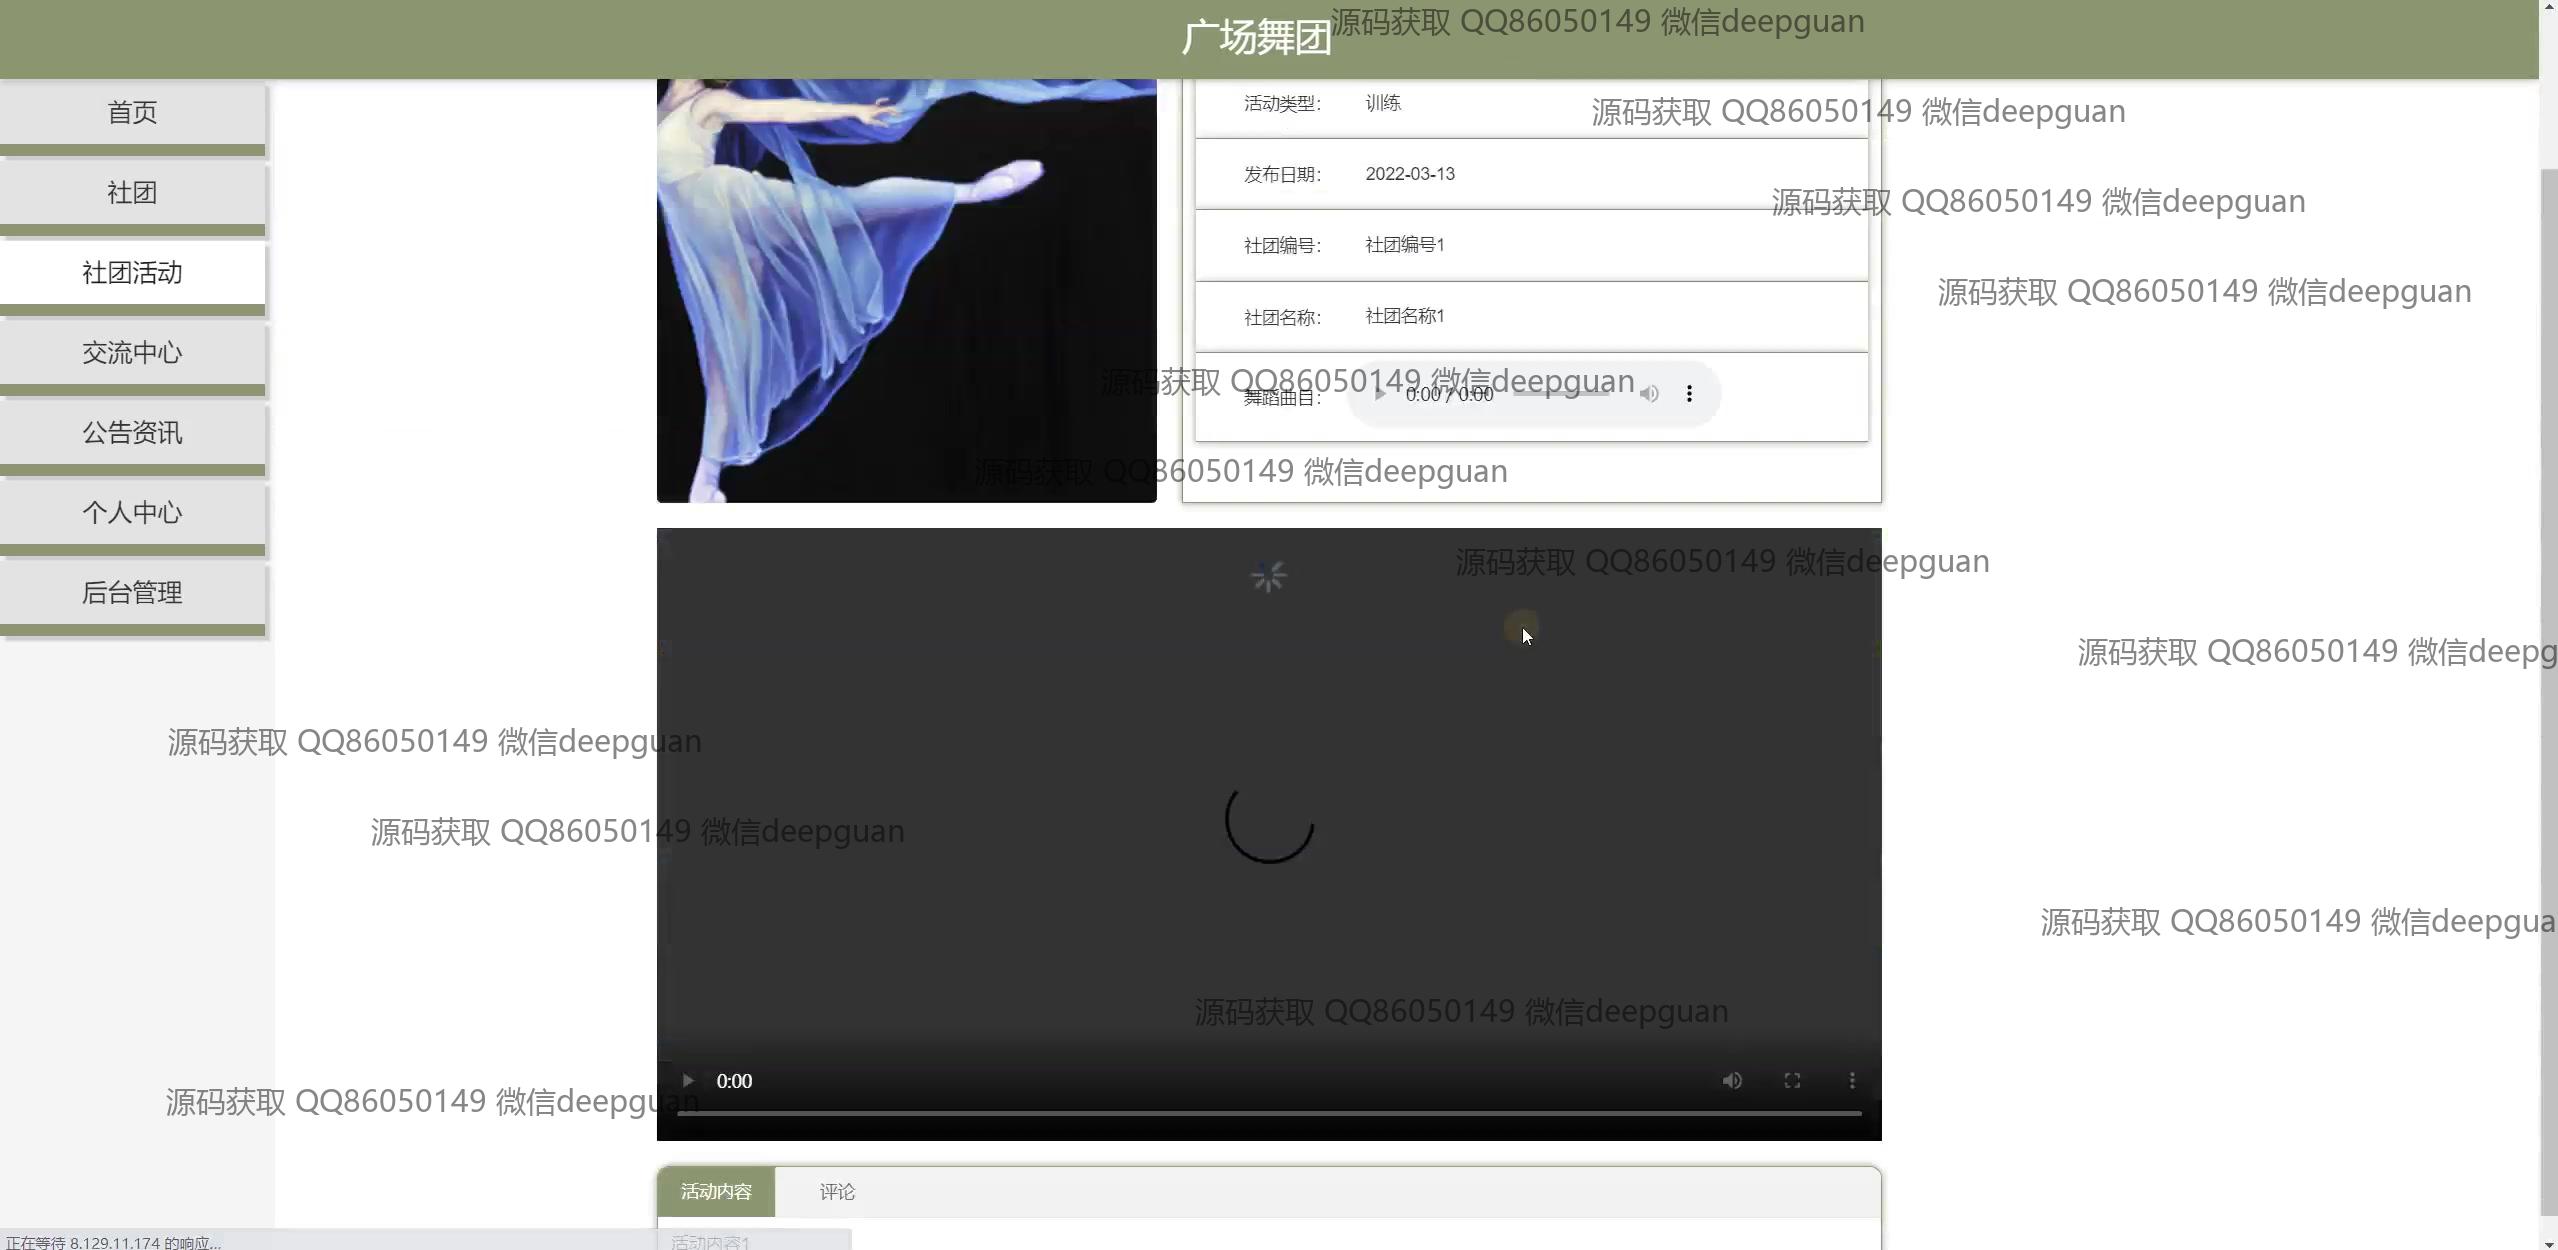 广场舞团
源码获取 QQ86050149 微信deepguan
首页
社团
社团活动
交流中心
公告资讯
个人中心
后台管理
活动类型： 训练
源码获取 QQ86050149 微信deepguan
发布日期： 2022-03-13
源码获取 QQ86050149 微信deepguan
社团编号： 社团编号1
源码获取 QQ86050149 微信deepguan
社团名称： 社团名称1
源码获取 QQ86050149 微信deepguan
舞蹈曲目： 0:00 / 0:00
源码获取 QQ86050149 微信deepguan
源码获取 QQ86050149 微信deepguan
源码获取 QQ86050149 微信deepg
源码获取 QQ86050149 微信deepguan
源码获取 QQ86050149 微信deepguan
源码获取 QQ86050149 微信deepgua
源码获取 QQ86050149 微信deepguan
0:00
源码获取 QQ86050149 微信deepguan
活动内容 评论
活动内容1
正在等待 8.129.11.174 的响应...